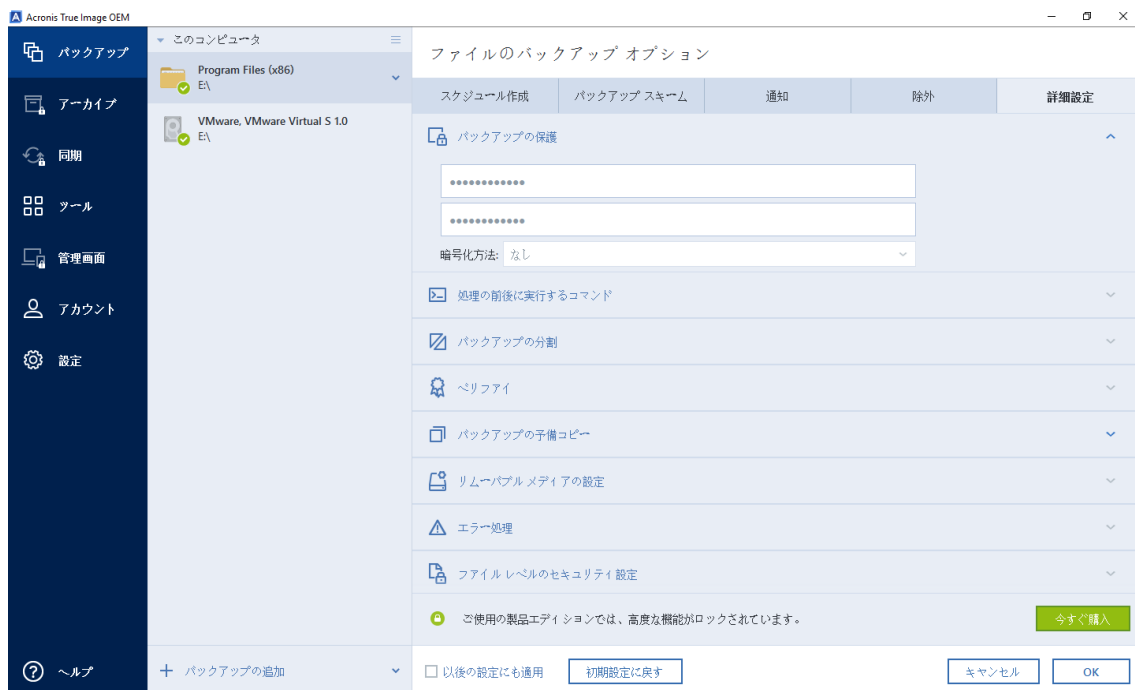 Acronis True Image OEM
バックアップ
アーカイブ
同期
ツール
管理画面
アカウント
設定
ヘルプ
このコンピュータ
Program Files (x86)
E:\
VMware, VMware Virtual S 1.0
E:\
バックアップの追加
ファイルのバックアップ オプション
スケジュール作成
バックアップ スキーム
通知
除外
詳細設定
バックアップの保護
●●●●●●●●●●●●
●●●●●●●●●●●●
暗号化方法: なし
処理の前後に実行するコマンド
バックアップの分割
ベリファイ
バックアップの予備コピー
リムーバブル メディアの設定
エラー処理
ファイル レベルのセキュリティ設定
ご使用の製品エディションでは、高度な機能がロックされています。
今すぐ購入
以後の設定にも適用
初期設定に戻す
キャンセル
OK